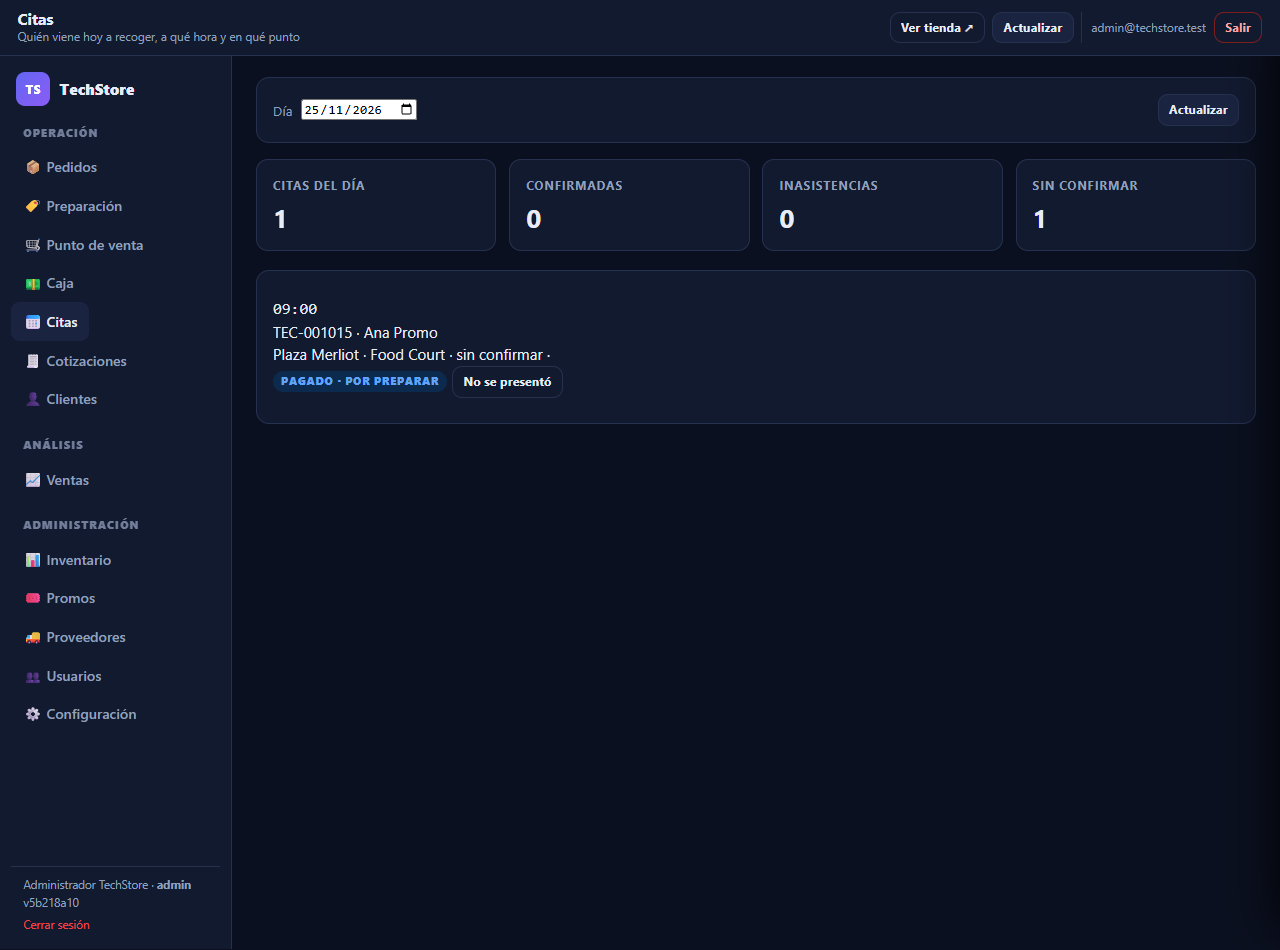 Citas
Quién viene hoy a recoger, a qué hora y en qué punto
Ver tienda ↗
Actualizar
admin@techstore.test
Salir
TS
TechStore
OPERACIÓN
Pedidos
Preparación
Punto de venta
Caja
Citas
Cotizaciones
Clientes
ANÁLISIS
Ventas
ADMINISTRACIÓN
Inventario
Promos
Proveedores
Usuarios
Configuración
Administrador TechStore · admin
v5b218a10
Cerrar sesión
Día 25/11/2026
Actualizar
CITAS DEL DÍA
1
CONFIRMADAS
0
INASISTENCIAS
0
SIN CONFIRMAR
1
09:00
TEC-001015 · Ana Promo
Plaza Merliot · Food Court · sin confirmar ·
PAGADO · POR PREPARAR
No se presentó